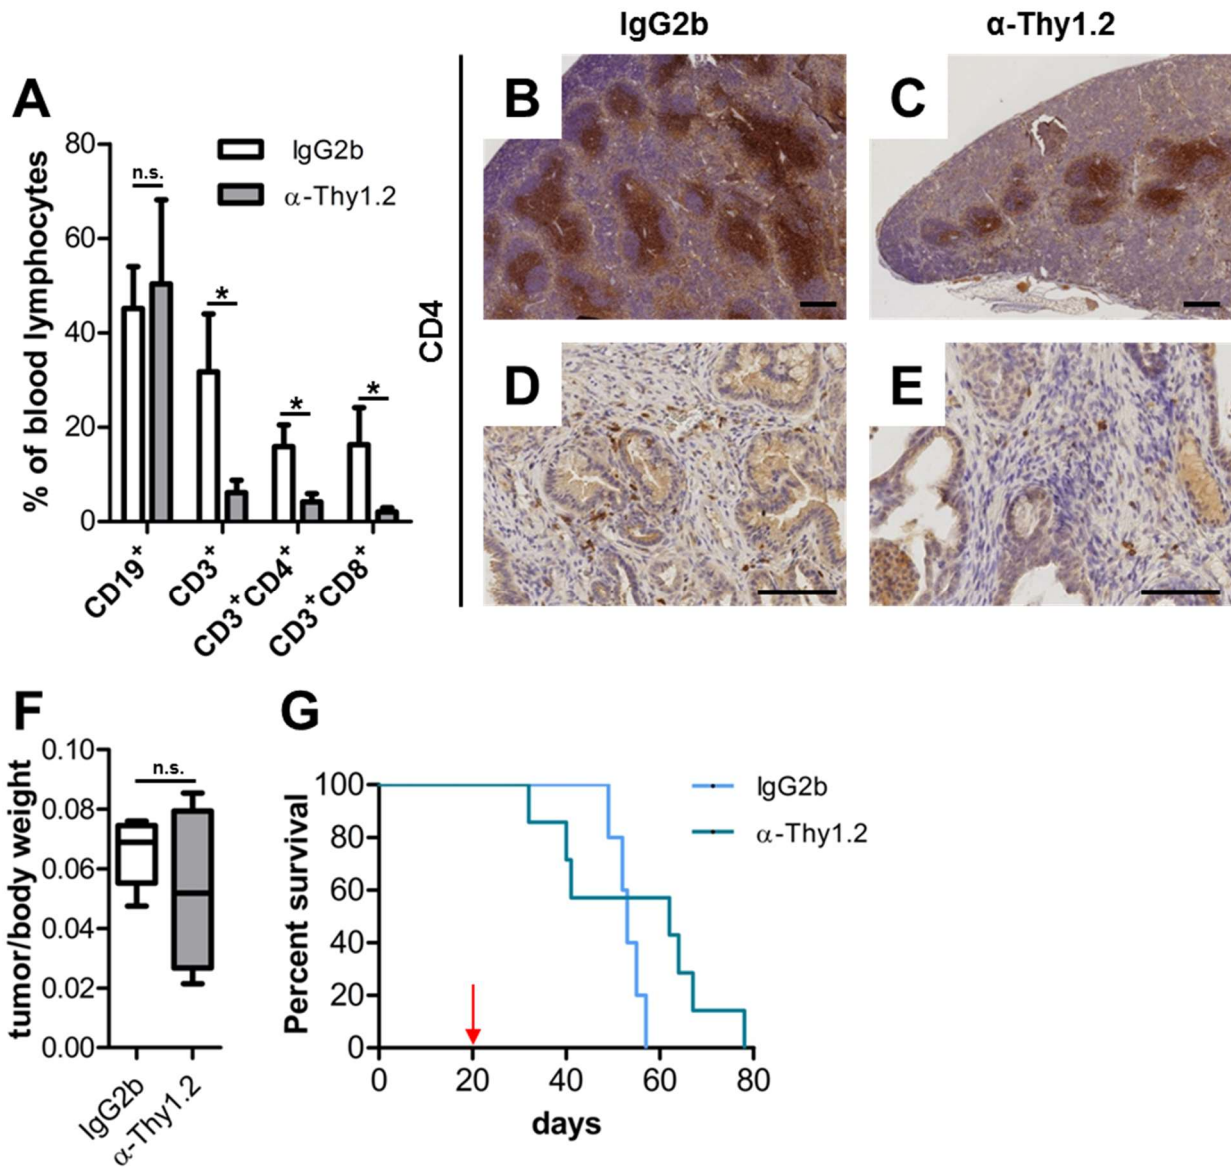 IgG2b
α-Thy1.2
A
B
C
80
60
40
20
0
% of blood lymphocytes
n.s.
*
*
*
IgG2b
α-Thy1.2
CD19+
CD3+
CD3+CD4+
CD3+CD8+
CD4
D
E
F
0.10
0.08
0.06
0.04
0.02
0.00
tumor/body weight
n.s.
IgG2b
α-Thy1.2
G
100
80
60
40
20
0
Percent survival
0
20
40
60
80
days
IgG2b
α-Thy1.2